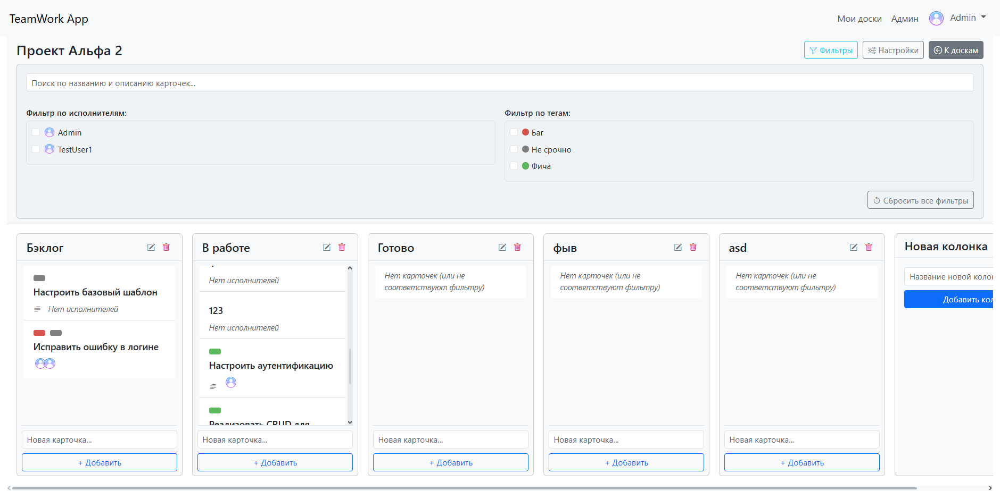 TeamWork App
Мои доски
Админ
Admin
Проект Альфа 2
Фильтры
Настройки
К доскам
Поиск по названию и описанию карточек...
Фильтр по исполнителям:
Admin
TestUser1
Фильтр по тегам:
Баг
Не срочно
Фича
Сбросить все фильтры
Бэклог
Настроить базовый шаблон
Нет исполнителей
Исправить ошибку в логине
Новая карточка...
+ Добавить
В работе
Нет исполнителей
123
Нет исполнителей
Настроить аутентификацию
Реализовать CRUD для
Новая карточка...
+ Добавить
Готово
Нет карточек (или не
соответствуют фильтру)
Новая карточка...
+ Добавить
фыв
Нет карточек (или не
соответствуют фильтру)
Новая карточка...
+ Добавить
asd
Нет карточек (или не
соответствуют фильтру)
Новая карточка...
+ Добавить
Новая колонка
Название новой коло
Добавить кол